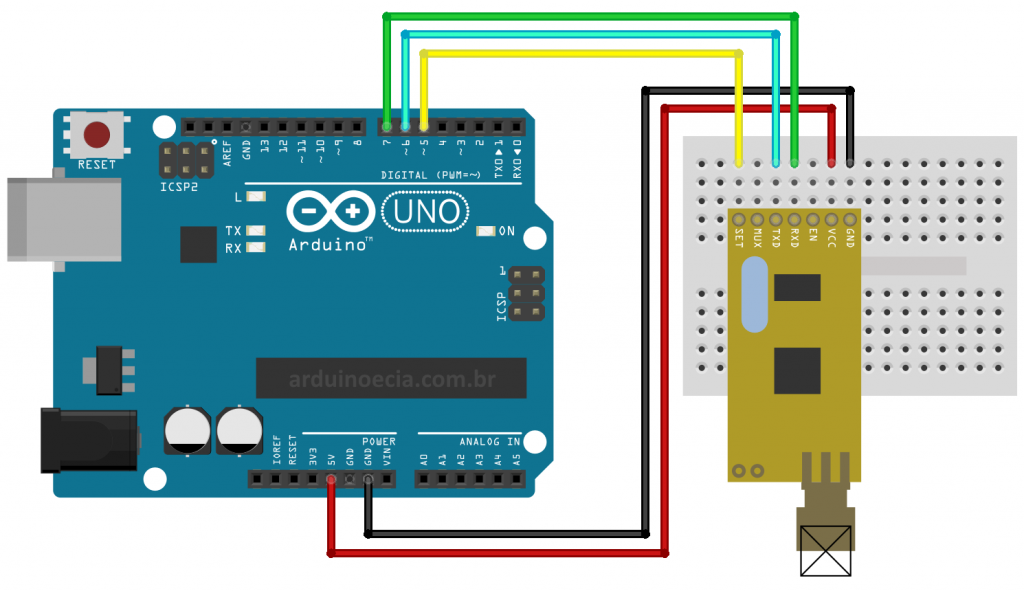 RESET
ICSP2
AREF
GND
13
12
~11
~10
~9
8
7
~6
~5
4
~3
2
TX0▶1
RX0◀0
DIGITAL (PWM=~)
L
TX
RX
Arduino™
UNO
ON
1
ICSP
arduinoecia.com.br
POWER
ANALOG IN
IOREF
RESET
3V3
5V
GND
GND
VIN
A0
A1
A2
A3
A4
A5
SET
MUX
TXD
RXD
EN
VCC
GND